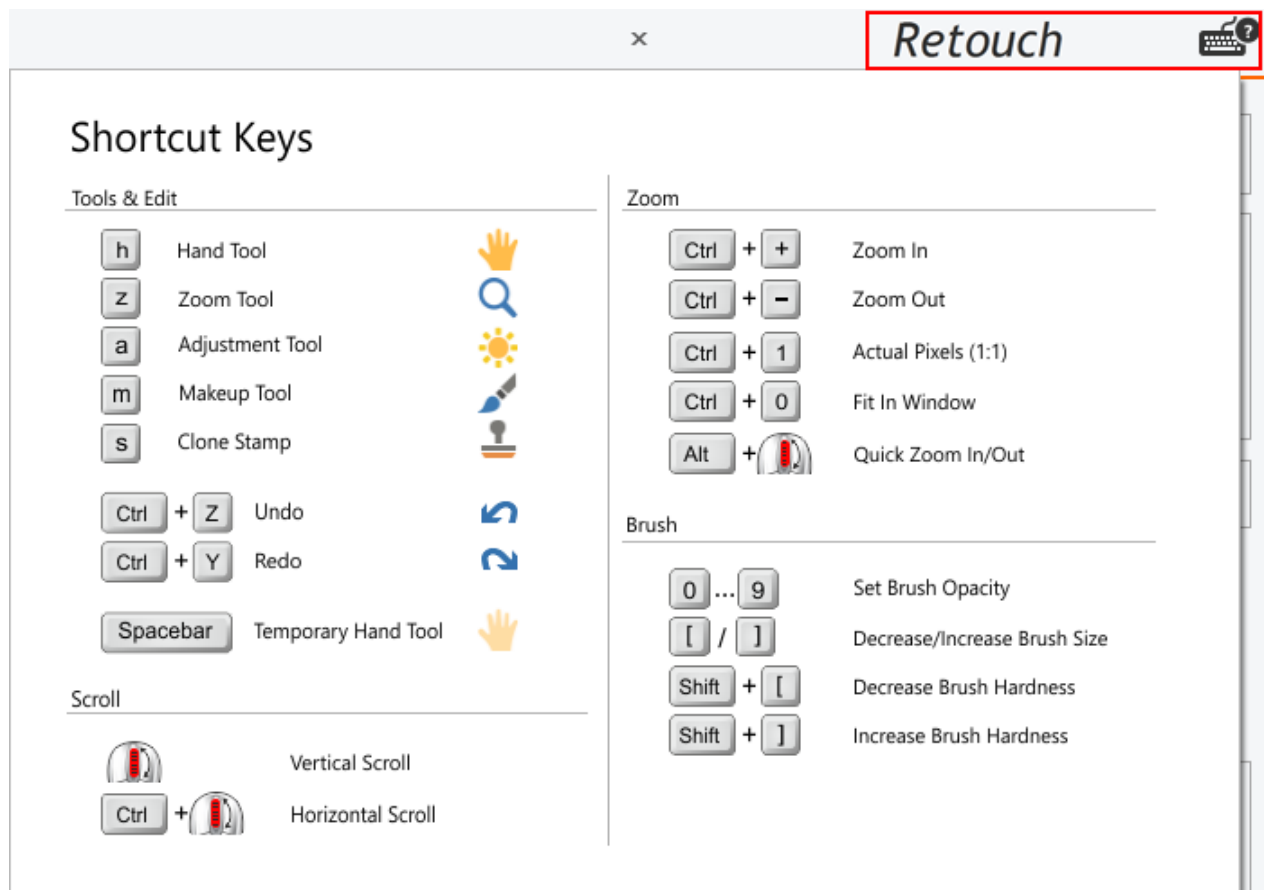 × Retouch ?
Shortcut Keys
Tools & Edit
h Hand Tool
z Zoom Tool
a Adjustment Tool
m Makeup Tool
s Clone Stamp
Ctrl + Z Undo
Ctrl + Y Redo
Spacebar Temporary Hand Tool
Scroll
Vertical Scroll
Ctrl + Horizontal Scroll
Zoom
Ctrl + + Zoom In
Ctrl + - Zoom Out
Ctrl + 1 Actual Pixels (1:1)
Ctrl + 0 Fit In Window
Alt + Quick Zoom In/Out
Brush
0 ... 9 Set Brush Opacity
[ / ] Decrease/Increase Brush Size
Shift + [ Decrease Brush Hardness
Shift + ] Increase Brush Hardness